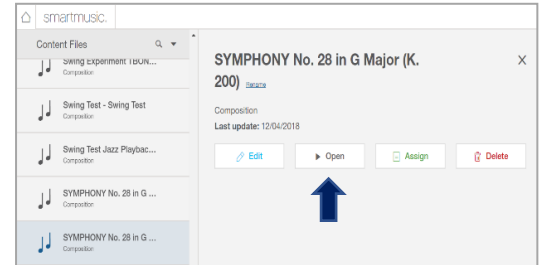 smartmusic.
Content Files
Swing Experiment TBON...
Composition
Swing Test - Swing Test
Composition
Swing Test Jazz Playbac...
Composition
SYMPHONY No. 28 in G ...
Composition
SYMPHONY No. 28 in G ...
Composition
SYMPHONY No. 28 in G Major (K.
200) Rename
X
Composition
Last update: 12/04/2018
Edit
Open
Assign
Delete